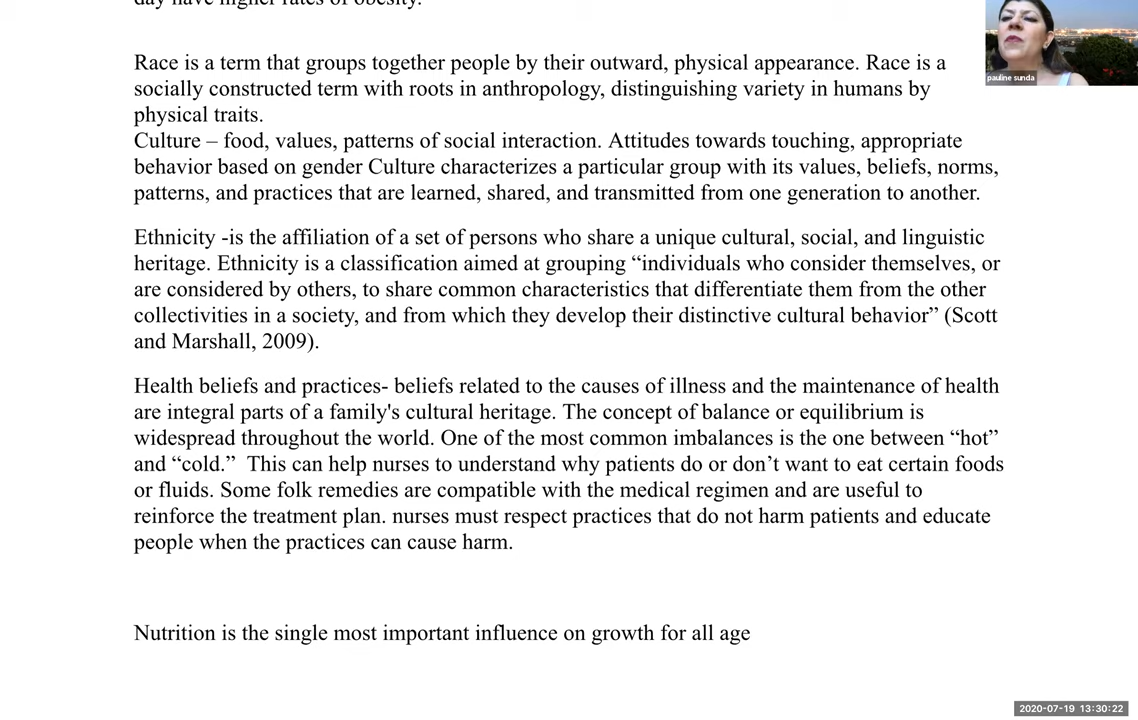 day have higher rates of obesity.
Race is a term that groups together people by their outward, physical appearance. Race is a
socially constructed term with roots in anthropology, distinguishing variety in humans by
physical traits.
Culture – food, values, patterns of social interaction. Attitudes towards touching, appropriate
behavior based on gender Culture characterizes a particular group with its values, beliefs, norms,
patterns, and practices that are learned, shared, and transmitted from one generation to another.
Ethnicity -is the affiliation of a set of persons who share a unique cultural, social, and linguistic
heritage. Ethnicity is a classification aimed at grouping “individuals who consider themselves, or
are considered by others, to share common characteristics that differentiate them from the other
collectivities in a society, and from which they develop their distinctive cultural behavior” (Scott
and Marshall, 2009).
Health beliefs and practices- beliefs related to the causes of illness and the maintenance of health
are integral parts of a family's cultural heritage. The concept of balance or equilibrium is
widespread throughout the world. One of the most common imbalances is the one between “hot”
and “cold.”  This can help nurses to understand why patients do or don’t want to eat certain foods
or fluids. Some folk remedies are compatible with the medical regimen and are useful to
reinforce the treatment plan. nurses must respect practices that do not harm patients and educate
people when the practices can cause harm.
Nutrition is the single most important influence on growth for all age
pauline sunda
2020-07-19 13:30:22